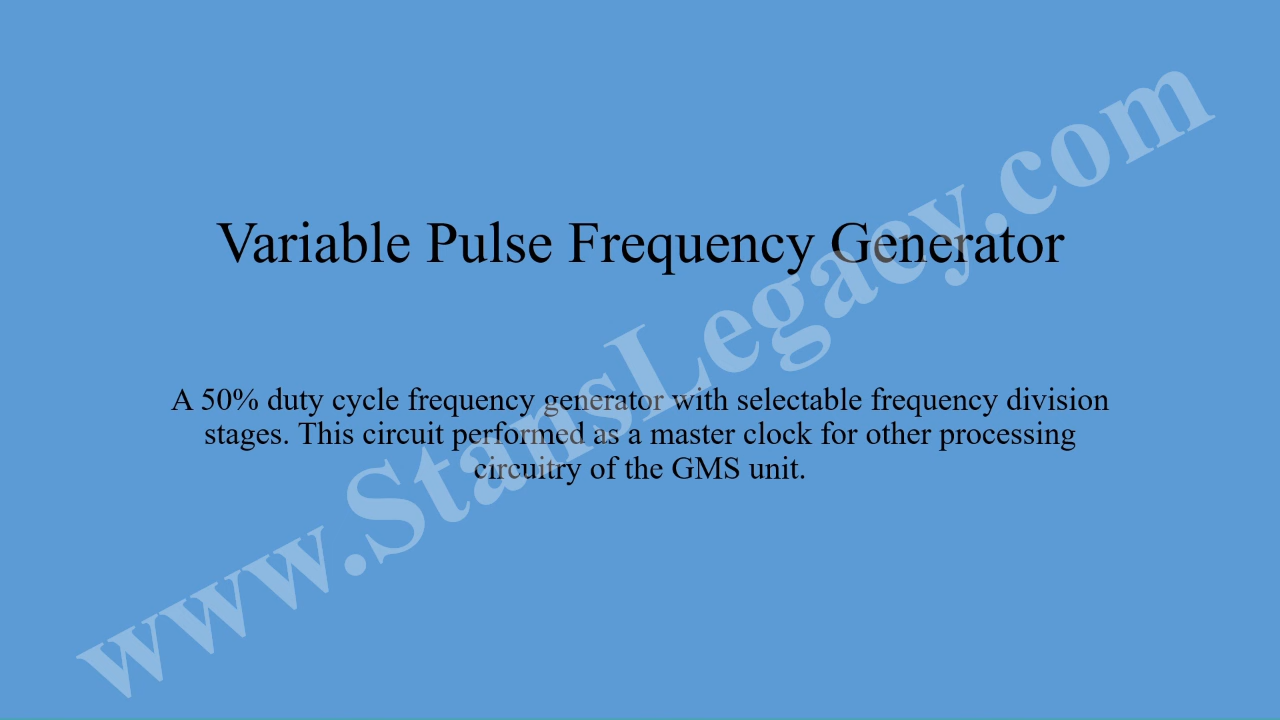 Variable Pulse Frequency Generator
A 50% duty cycle frequency generator with selectable frequency division
stages. This circuit performed as a master clock for other processing
circuitry of the GMS unit.
www.StansLegacy.com